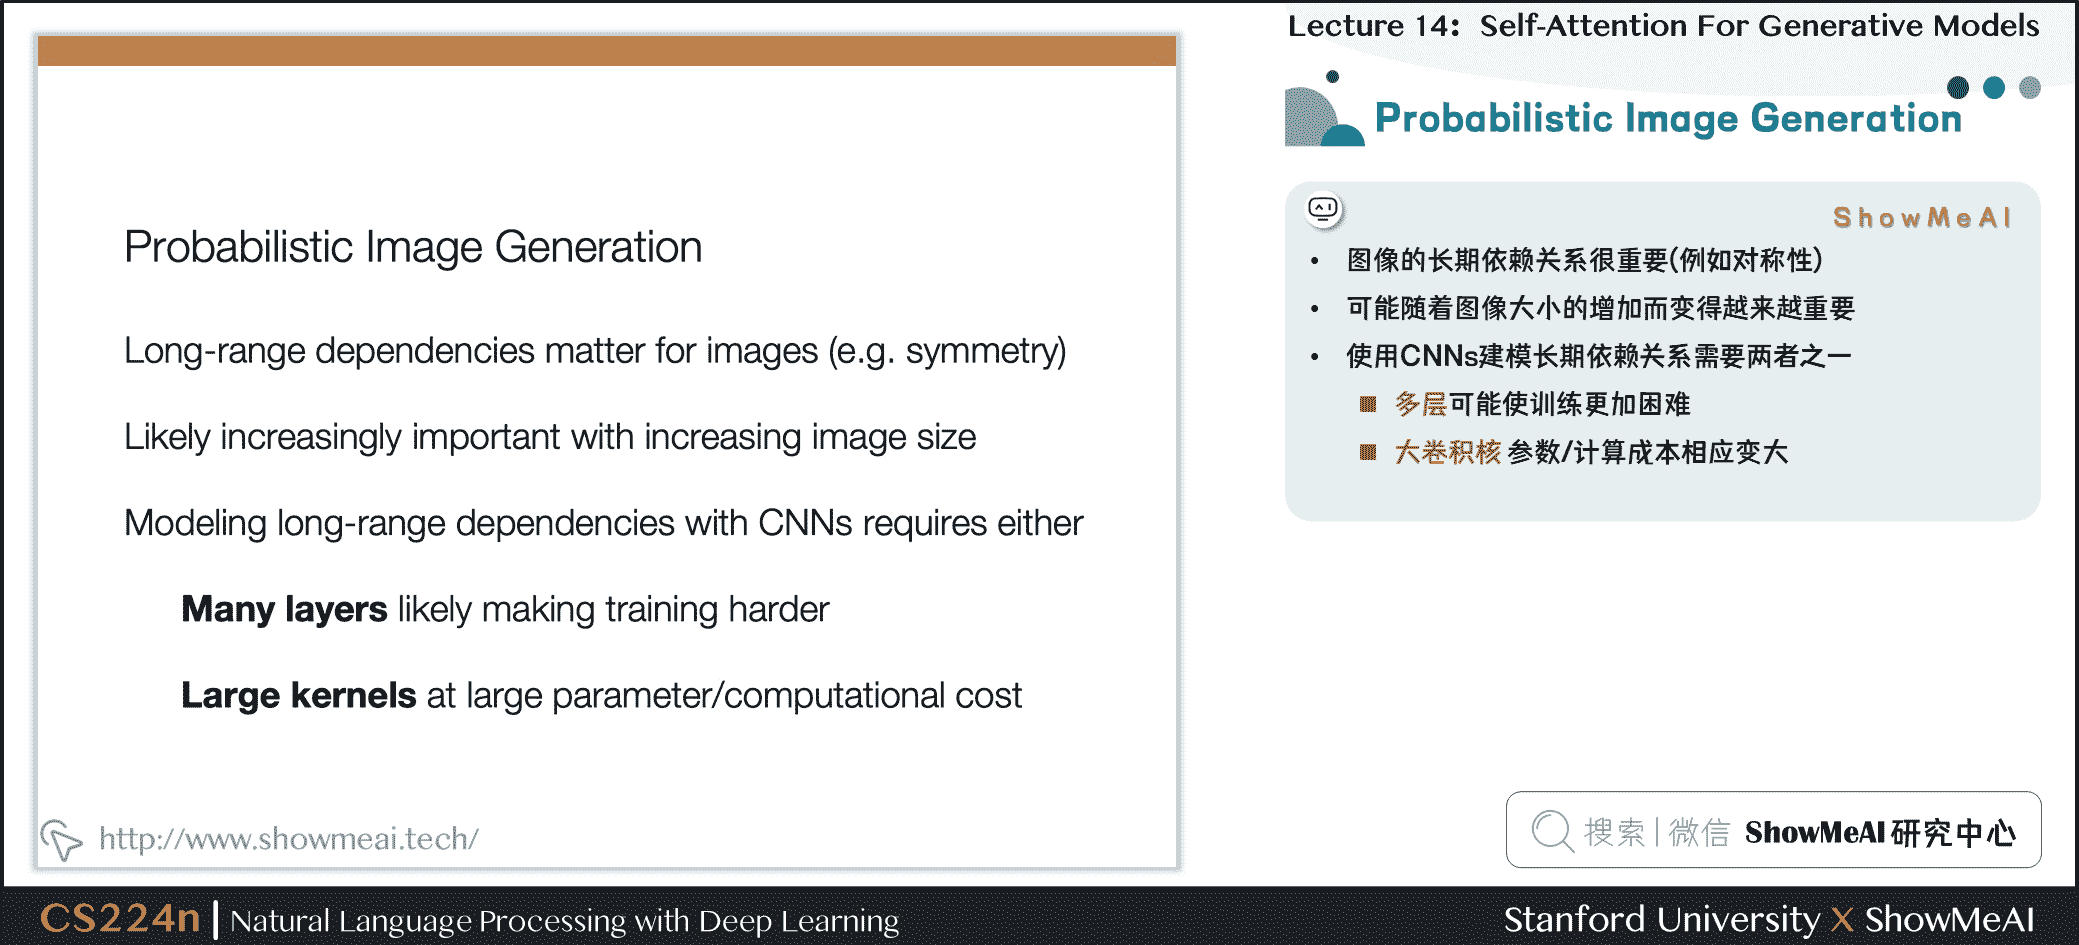 Lecture 14: Self-Attention For Generative Models
Probabilistic Image Generation
Long-range dependencies matter for images (e.g. symmetry)
Likely increasingly important with increasing image size
Modeling long-range dependencies with CNNs requires either
Many layers likely making training harder
Large kernels at large parameter/computational cost
http://www.showmeai.tech/
Probabilistic Image Generation
ShowMeAI
• 图像的长期依赖关系很重要(例如对称性)
• 可能随着图像大小的增加而变得越来越重要
• 使用CNNs建模长期依赖关系需要两者之一
■ 多层可能使训练更加困难
■ 大卷积核 参数/计算成本相应变大
搜索 | 微信 ShowMeAI 研究中心
CS224n | Natural Language Processing with Deep Learning
Stanford University X ShowMeAI